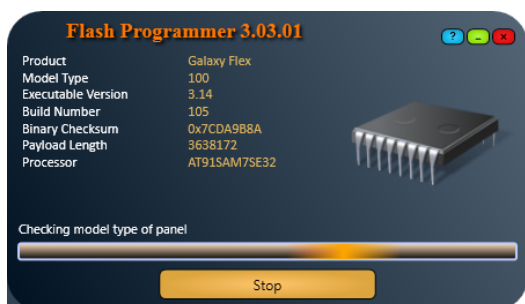 Flash Programmer 3.03.01
?
Product Galaxy Flex
Model Type 100
Executable Version 3.14
Build Number 105
Binary Checksum 0x7CDA9B8A
Payload Length 3638172
Processor AT91SAM7SE32
Checking model type of panel
Stop